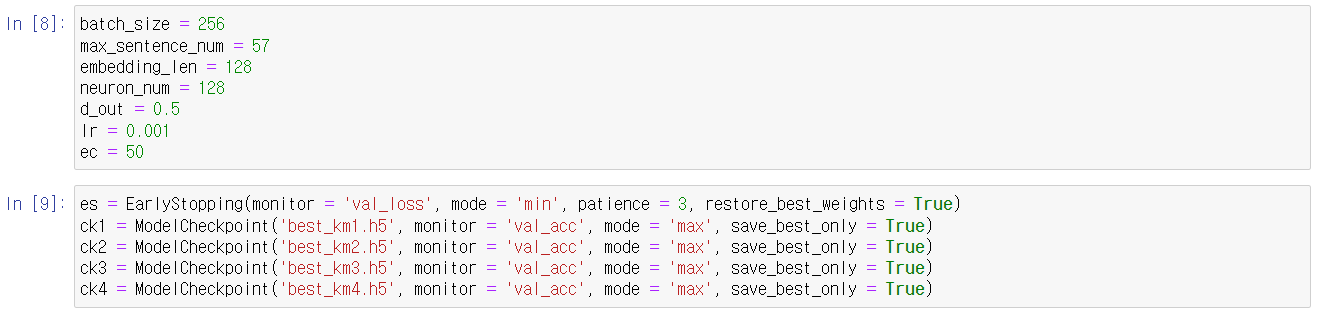 In [8]:
batch_size = 256
max_sentence_num = 57
embedding_len = 128
neuron_num = 128
d_out = 0.5
lr = 0.001
ec = 50
In [9]:
es = EarlyStopping(monitor = 'val_loss', mode = 'min', patience = 3, restore_best_weights = True)
ck1 = ModelCheckpoint('best_km1.h5', monitor = 'val_acc', mode = 'max', save_best_only = True)
ck2 = ModelCheckpoint('best_km2.h5', monitor = 'val_acc', mode = 'max', save_best_only = True)
ck3 = ModelCheckpoint('best_km3.h5', monitor = 'val_acc', mode = 'max', save_best_only = True)
ck4 = ModelCheckpoint('best_km4.h5', monitor = 'val_acc', mode = 'max', save_best_only = True)